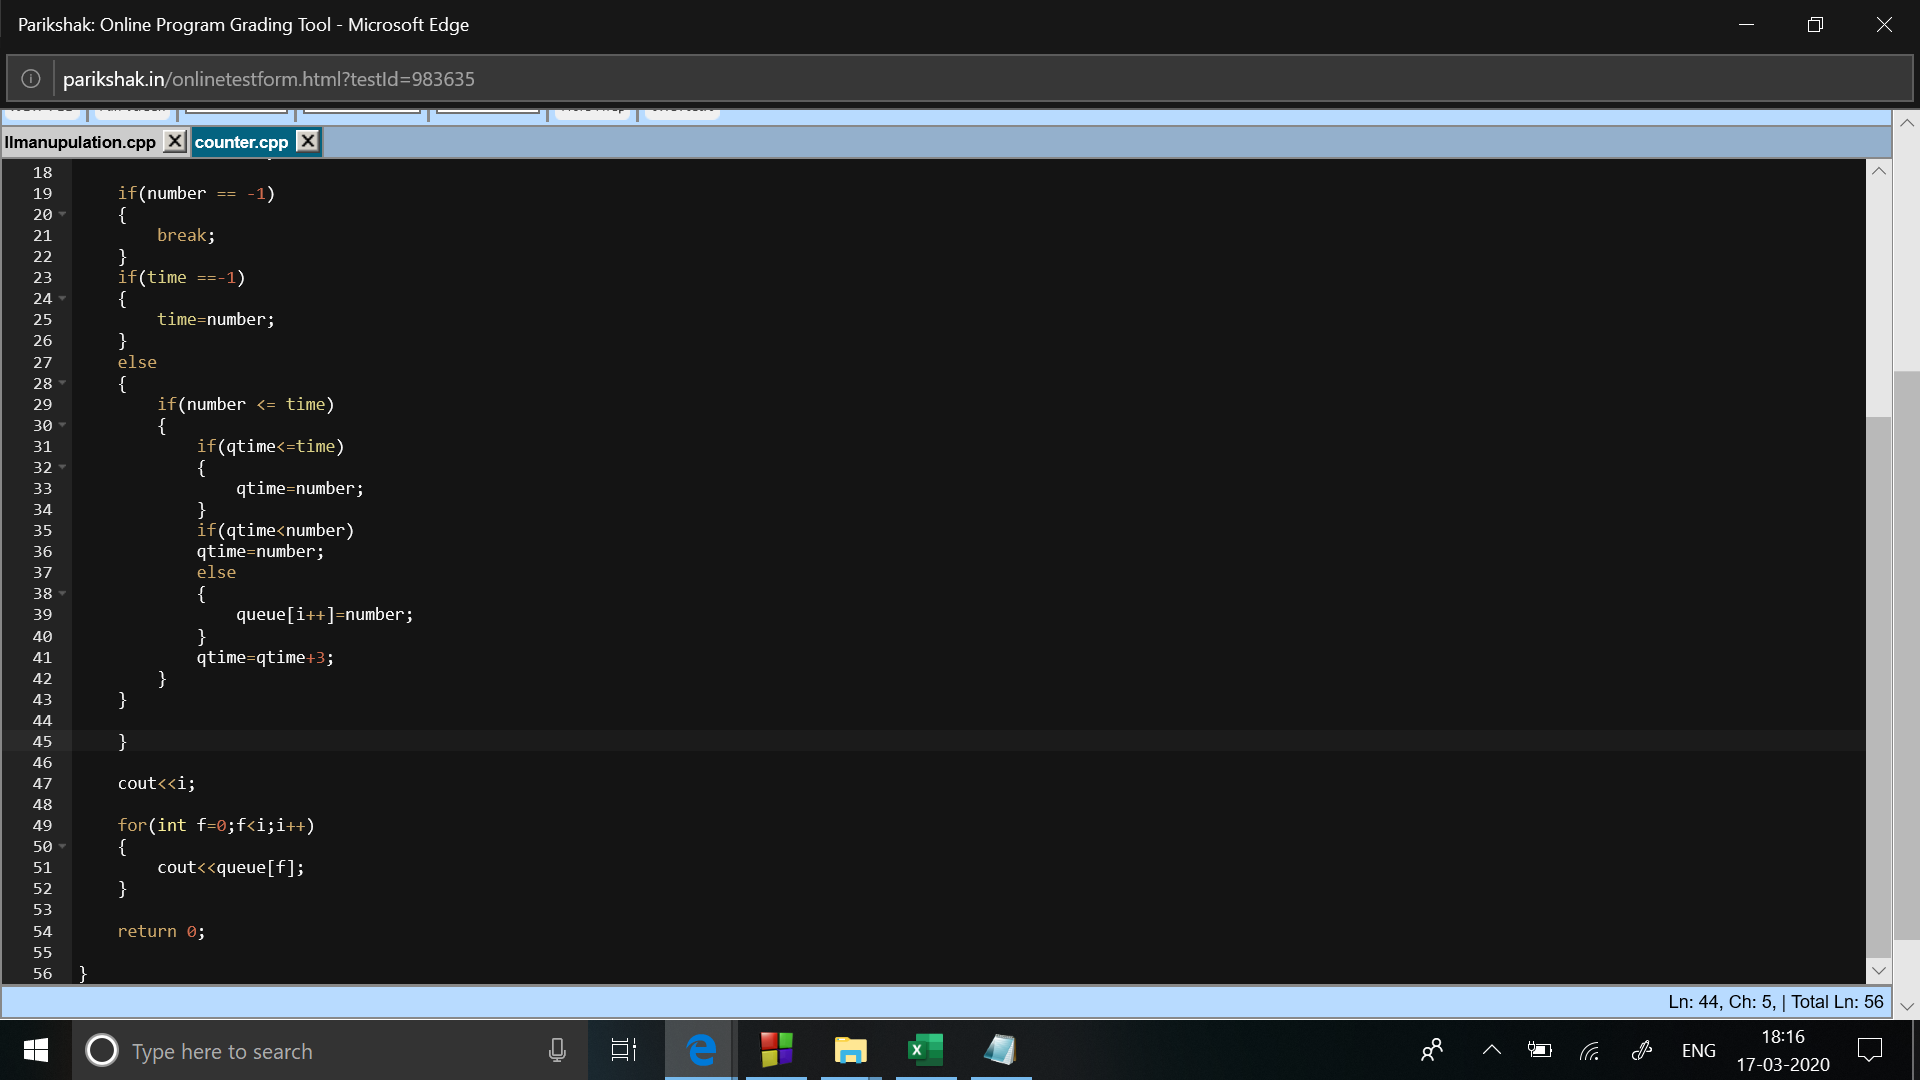 Parikshak: Online Program Grading Tool - Microsoft Edge
parikshak.in/onlinetestform.html?testId=983635
llmanupulation.cpp X counter.cpp X
18
19 if(number == -1)
20 {
21 break;
22 }
23 if(time ==-1)
24 {
25 time=number;
26 }
27 else
28 {
29 if(number <= time)
30 {
31 if(qtime<=time)
32 {
33 qtime=number;
34 }
35 if(qtime<number)
36 qtime=number;
37 else
38 {
39 queue[i++]=number;
40 }
41 qtime=qtime+3;
42 }
43 }
44
45 }
46
47 cout<<i;
48
49 for(int f=0;f<i;i++)
50 {
51 cout<<queue[f];
52 }
53
54 return 0;
55
56 }
Ln: 44, Ch: 5, | Total Ln: 56
Type here to search
ENG
18:16
17-03-2020